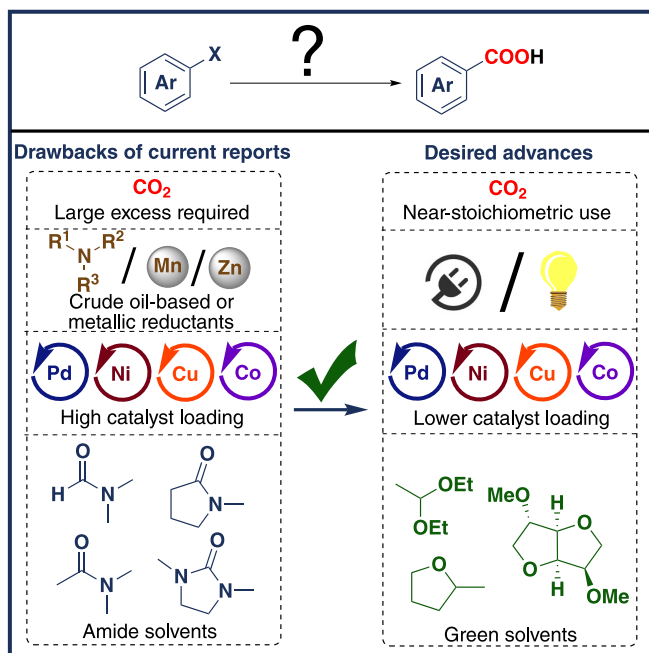 X
?
Ar
COOH
Ar
Drawbacks of current reports
CO2
Large excess required
R1 R2
N
R3
/ Mn / Zn
Crude oil-based or
metallic reductants
Pd Ni Cu Co
High catalyst loading
O
H N
O
N
O
N
O
N N
Amide solvents
Desired advances
CO2
Near-stoichiometric use
/
Pd Ni Cu Co
Lower catalyst loading
OEt
OEt
O
MeO
H
O
O
H
OMe
Green solvents